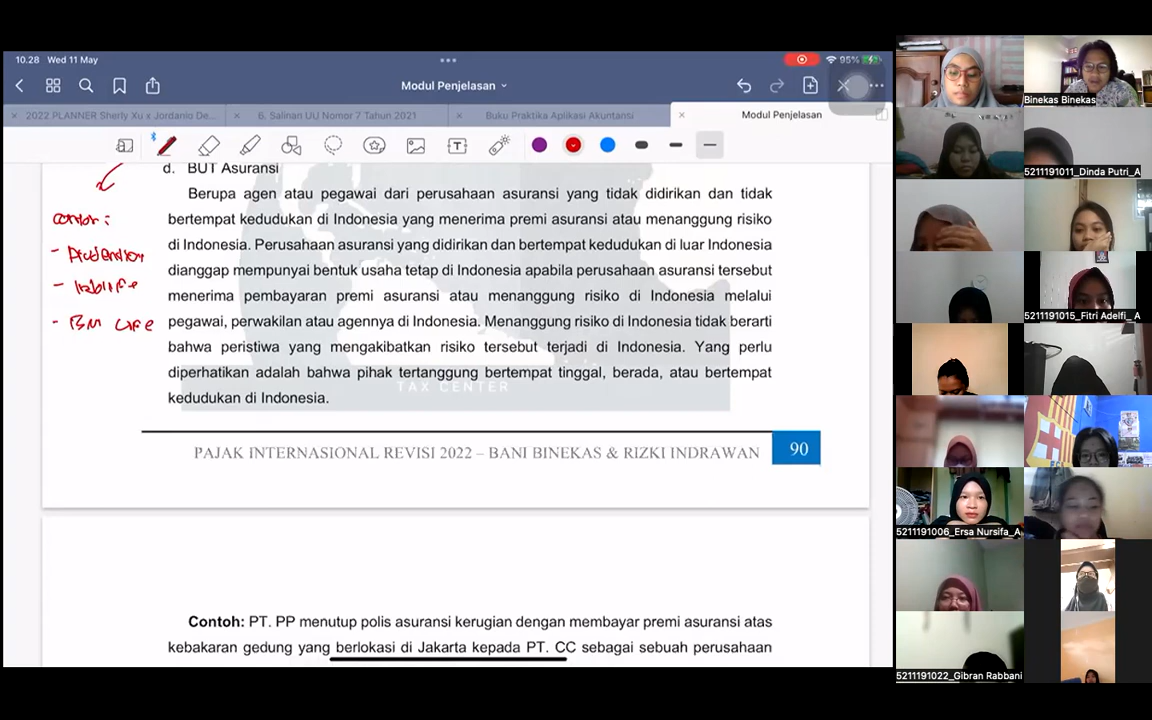 10.28 Wed 11 May
95%
Modul Penjelasan
2022 PLANNER Sherly Xu x Jordanio De...
6. Salinan UU Nomor 7 Tahun 2021
Buku Praktika Aplikasi Akuntansi
Modul Penjelasan
d. BUT Asuransi
Berupa agen atau pegawai dari perusahaan asuransi yang tidak didirikan dan tidak
bertempat kedudukan di Indonesia yang menerima premi asuransi atau menanggung risiko
di Indonesia. Perusahaan asuransi yang didirikan dan bertempat kedudukan di luar Indonesia
dianggap mempunyai bentuk usaha tetap di Indonesia apabila perusahaan asuransi tersebut
menerima pembayaran premi asuransi atau menanggung risiko di Indonesia melalui
pegawai, perwakilan atau agennya di Indonesia. Menanggung risiko di Indonesia tidak berarti
bahwa peristiwa yang mengakibatkan risiko tersebut terjadi di Indonesia. Yang perlu
diperhatikan adalah bahwa pihak tertanggung bertempat tinggal, berada, atau bertempat
kedudukan di Indonesia.
TAX CENTER
PAJAK INTERNASIONAL REVISI 2022 – BANI BINEKAS & RIZKI INDRAWAN
90
Contoh: PT. PP menutup polis asuransi kerugian dengan membayar premi asuransi atas
kebakaran gedung yang berlokasi di Jakarta kepada PT. CC sebagai sebuah perusahaan
contoh :
- Prudential
- BNI Life
Binekas Binekas
5211191011_Dinda Putri_A
5211191015_Fitri Adelfi_ A
5211191006_Ersa Nursifa_A
5211191022_Gibran Rabbani